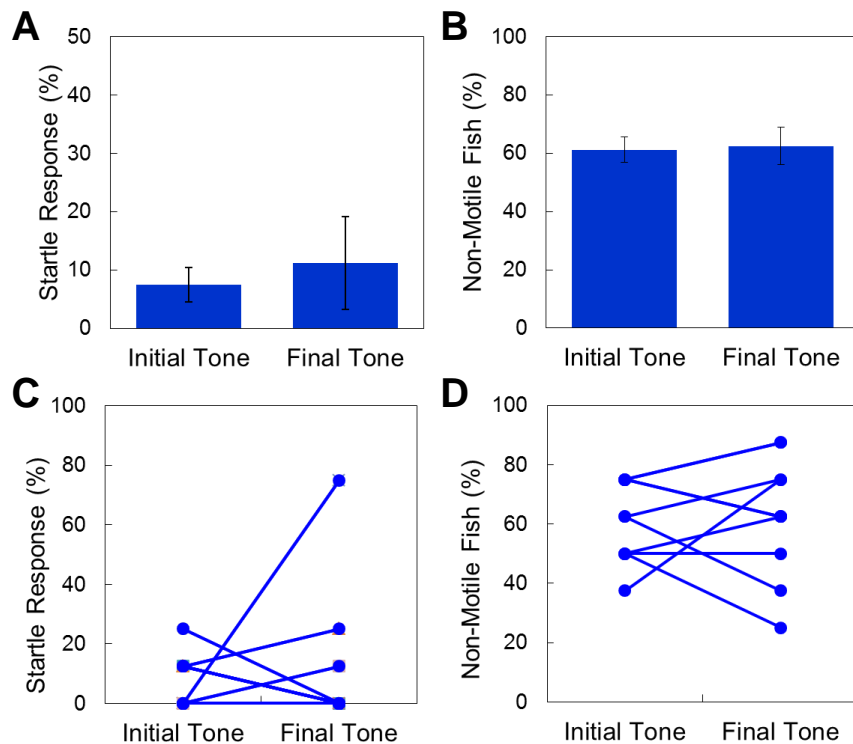 A
Startle Response (%)
50
40
30
20
10
0
Initial Tone Final Tone
B
Non-Motile Fish (%)
100
80
60
40
20
0
Initial Tone Final Tone
C
Startle Response (%)
100
80
60
40
20
0
Initial Tone Final Tone
D
Non-Motile Fish (%)
100
80
60
40
20
0
Initial Tone Final Tone